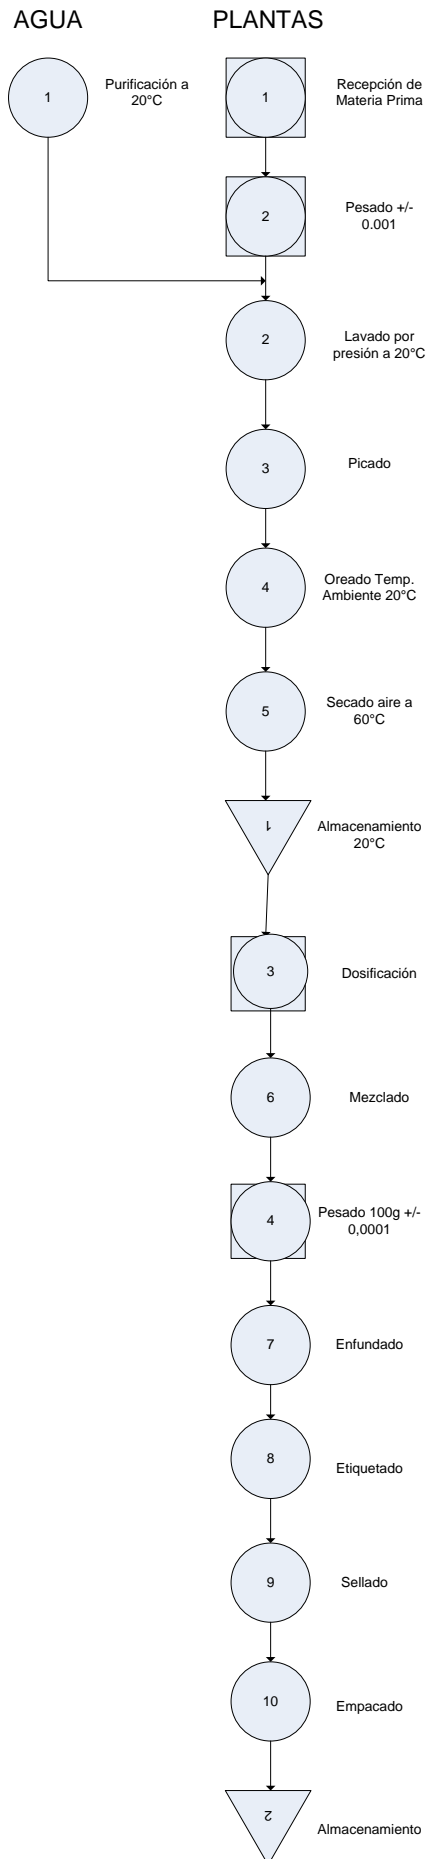 AGUA
PLANTAS
1
Purificación a
20°C
1
Recepción de
Materia Prima
2
Pesado +/-
0.001
2
Lavado por
presión a 20°C
3
Picado
4
Oreado Temp.
Ambiente 20°C
5
Secado aire a
60°C
1
Almacenamiento
20°C
3
Dosificación
6
Mezclado
4
Pesado 100g +/-
0,0001
7
Enfundado
8
Etiquetado
9
Sellado
10
Empacado
2
Almacenamiento